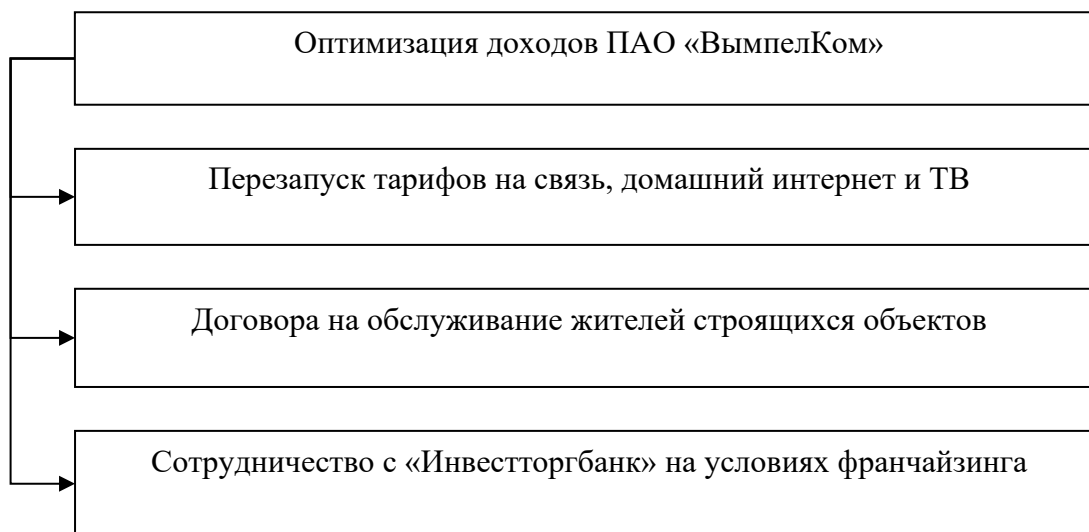 Оптимизация доходов ПАО «ВымпелКом»
Перезапуск тарифов на связь, домашний интернет и ТВ
Договора на обслуживание жителей строящихся объектов
Сотрудничество с «Инвестторгбанк» на условиях франчайзинга